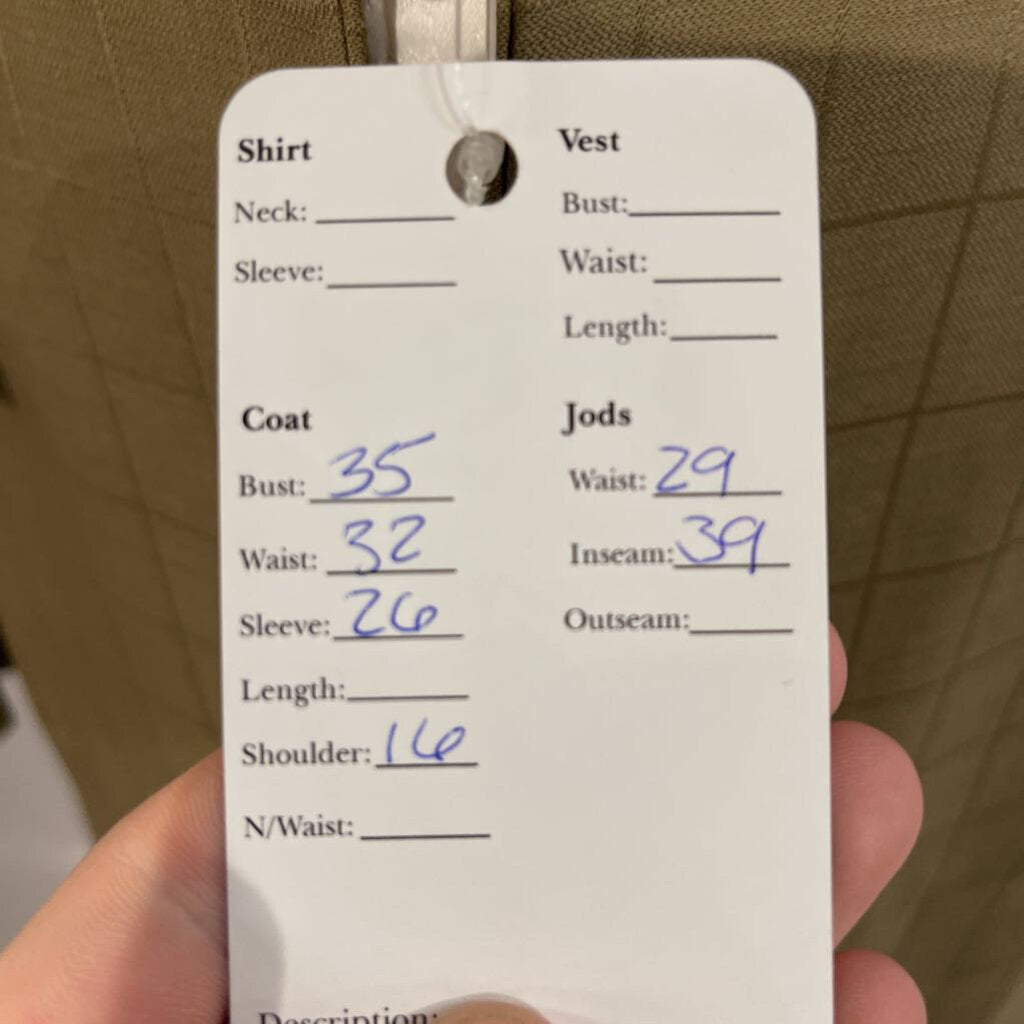 Shirt
Neck:
Sleeve:
Vest
Bust:
Waist:
Length:
Coat
Bust: 35
Waist: 32
Sleeve: 26
Length:
Shoulder: 16
N/Waist:
Jods
Waist: 29
Inseam: 39
Outseam:
Description: